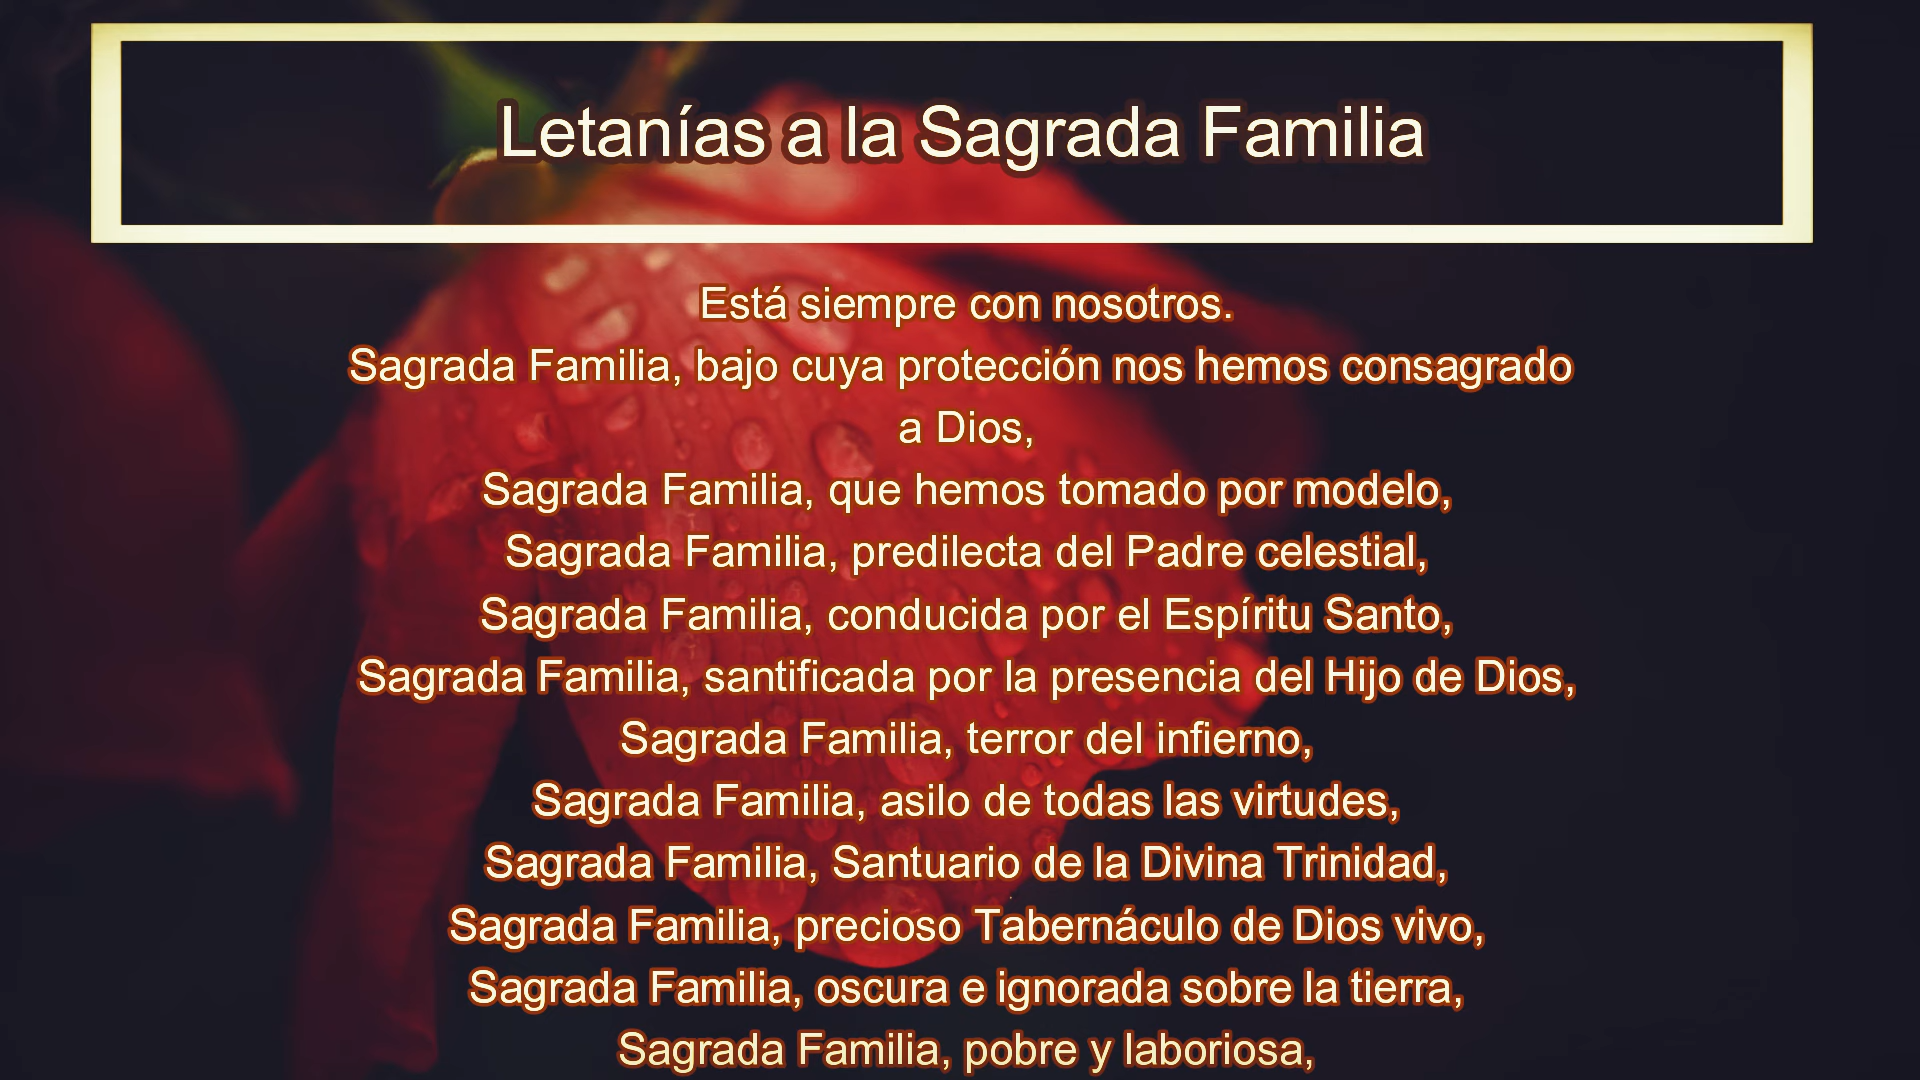 Letanías a la Sagrada Familia
Está siempre con nosotros.
Sagrada Familia, bajo cuya protección nos hemos consagrado
a Dios,
Sagrada Familia, que hemos tomado por modelo,
Sagrada Familia, predilecta del Padre celestial,
Sagrada Familia, conducida por el Espíritu Santo,
Sagrada Familia, santificada por la presencia del Hijo de Dios,
Sagrada Familia, terror del infierno,
Sagrada Familia, asilo de todas las virtudes,
Sagrada Familia, Santuario de la Divina Trinidad,
Sagrada Familia, precioso Tabernáculo de Dios vivo,
Sagrada Familia, oscura e ignorada sobre la tierra,
Sagrada Familia, pobre y laboriosa,